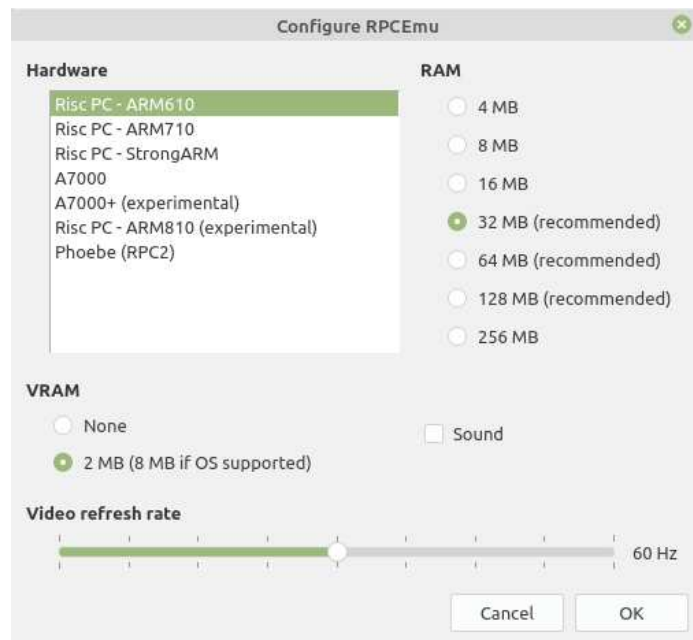 Configure RPCEmu
Hardware
Risc PC - ARM610
Risc PC - ARM710
Risc PC - StrongARM
A7000
A7000+ (experimental)
Risc PC - ARM810 (experimental)
Phoebe (RPC2)
RAM
4 MB
8 MB
16 MB
32 MB (recommended)
64 MB (recommended)
128 MB (recommended)
256 MB
VRAM
None
2 MB (8 MB if OS supported)
Sound
Video refresh rate
60 Hz
Cancel
OK